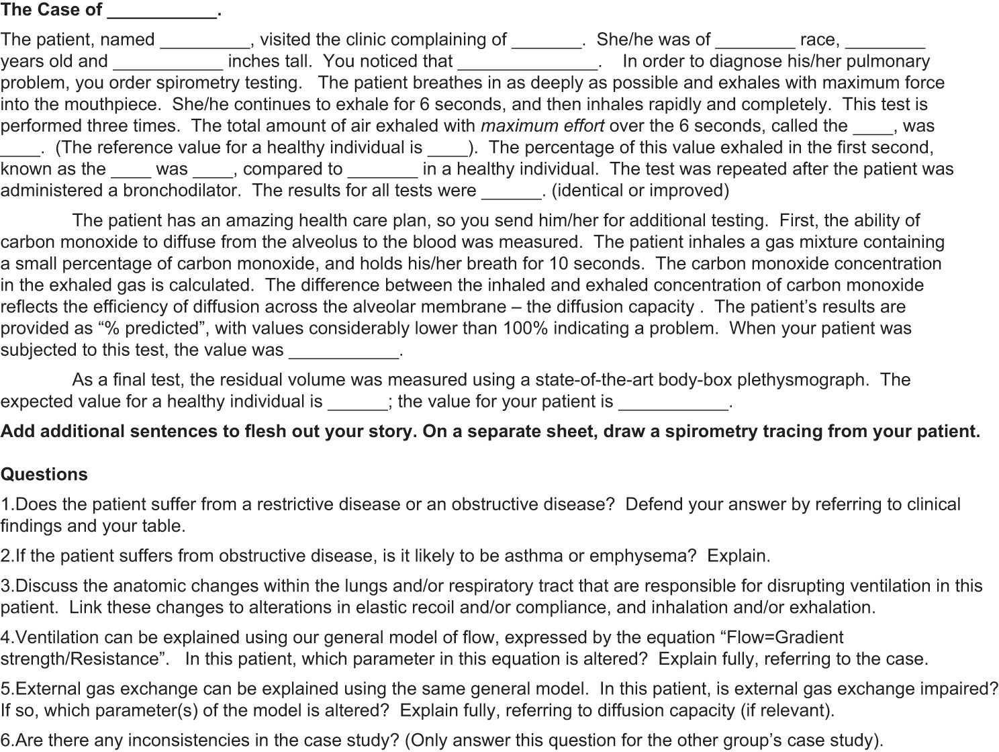 The Case of ___________.
The patient, named _________, visited the clinic complaining of _______.  She/he was of ________ race, ________
years old and ___________ inches tall.  You noticed that ______________.    In order to diagnose his/her pulmonary
problem, you order spirometry testing.   The patient breathes in as deeply as possible and exhales with maximum force
into the mouthpiece.  She/he continues to exhale for 6 seconds, and then inhales rapidly and completely.  This test is
performed three times.  The total amount of air exhaled with maximum effort over the 6 seconds, called the ____, was
____.  (The reference value for a healthy individual is ____).  The percentage of this value exhaled in the first second,
known as the ____ was ____, compared to _______ in a healthy individual.  The test was repeated after the patient was
administered a bronchodilator.  The results for all tests were ______. (identical or improved)
The patient has an amazing health care plan, so you send him/her for additional testing.  First, the ability of
carbon monoxide to diffuse from the alveolus to the blood was measured.  The patient inhales a gas mixture containing
a small percentage of carbon monoxide, and holds his/her breath for 10 seconds.  The carbon monoxide concentration
in the exhaled gas is calculated.  The difference between the inhaled and exhaled concentration of carbon monoxide
reflects the efficiency of diffusion across the alveolar membrane – the diffusion capacity .  The patient’s results are
provided as “% predicted”, with values considerably lower than 100% indicating a problem.  When your patient was
subjected to this test, the value was ___________.
As a final test, the residual volume was measured using a state-of-the-art body-box plethysmograph.  The
expected value for a healthy individual is ______; the value for your patient is ___________.
Add additional sentences to flesh out your story. On a separate sheet, draw a spirometry tracing from your patient.
Questions
1.Does the patient suffer from a restrictive disease or an obstructive disease?  Defend your answer by referring to clinical
findings and your table.
2.If the patient suffers from obstructive disease, is it likely to be asthma or emphysema?  Explain.
3.Discuss the anatomic changes within the lungs and/or respiratory tract that are responsible for disrupting ventilation in this
patient.  Link these changes to alterations in elastic recoil and/or compliance, and inhalation and/or exhalation.
4.Ventilation can be explained using our general model of flow, expressed by the equation “Flow=Gradient
strength/Resistance”.   In this patient, which parameter in this equation is altered?  Explain fully, referring to the case.
5.External gas exchange can be explained using the same general model.  In this patient, is external gas exchange impaired?
If so, which parameter(s) of the model is altered?  Explain fully, referring to diffusion capacity (if relevant).
6.Are there any inconsistencies in the case study? (Only answer this question for the other group’s case study).